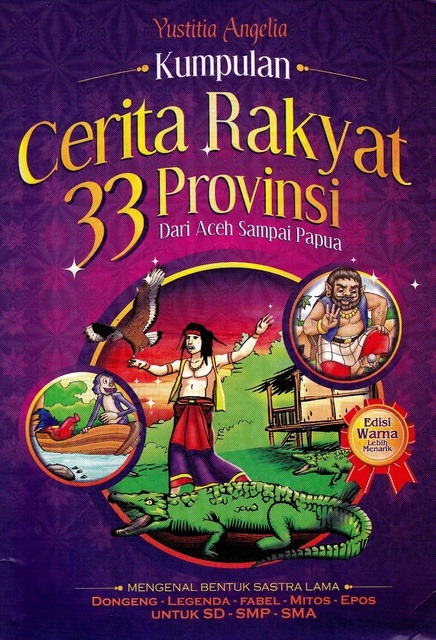 Yustitia Angelia
Kumpulan
Cerita Rakyat
33 Provinsi
Dari Aceh Sampai Papua
Edisi
Warna
Lebih
Menarik
MENGENAL BENTUK SASTRA LAMA
DONGENG - LEGENDA - FABEL - MITOS - EPOS
UNTUK SD - SMP - SMA